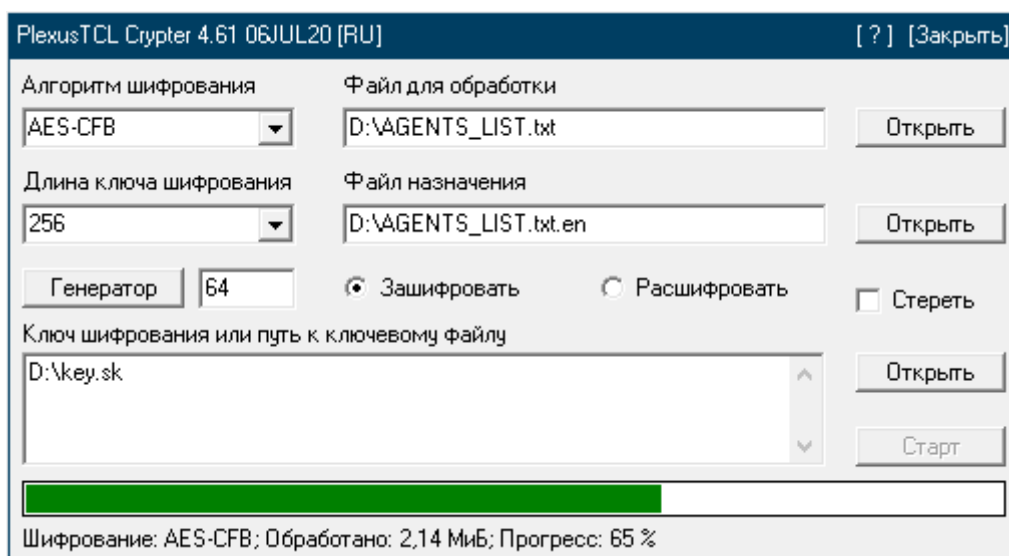 PlexusTCL Crypter 4.61 06JUL20 [RU] [ ? ] [Закрыть]
Алгоритм шифрования Файл для обработки
AES-CFB D:\AGENTS_LIST.txt Открыть
Длина ключа шифрования Файл назначения
256 D:\AGENTS_LIST.txt.en Открыть
Генератор 64 Зашифровать Расшифровать Стереть
Ключ шифрования или путь к ключевому файлу
D:\key.sk Открыть
Старт
Шифрование: AES-CFB; Обработано: 2,14 МиБ; Прогресс: 65 %